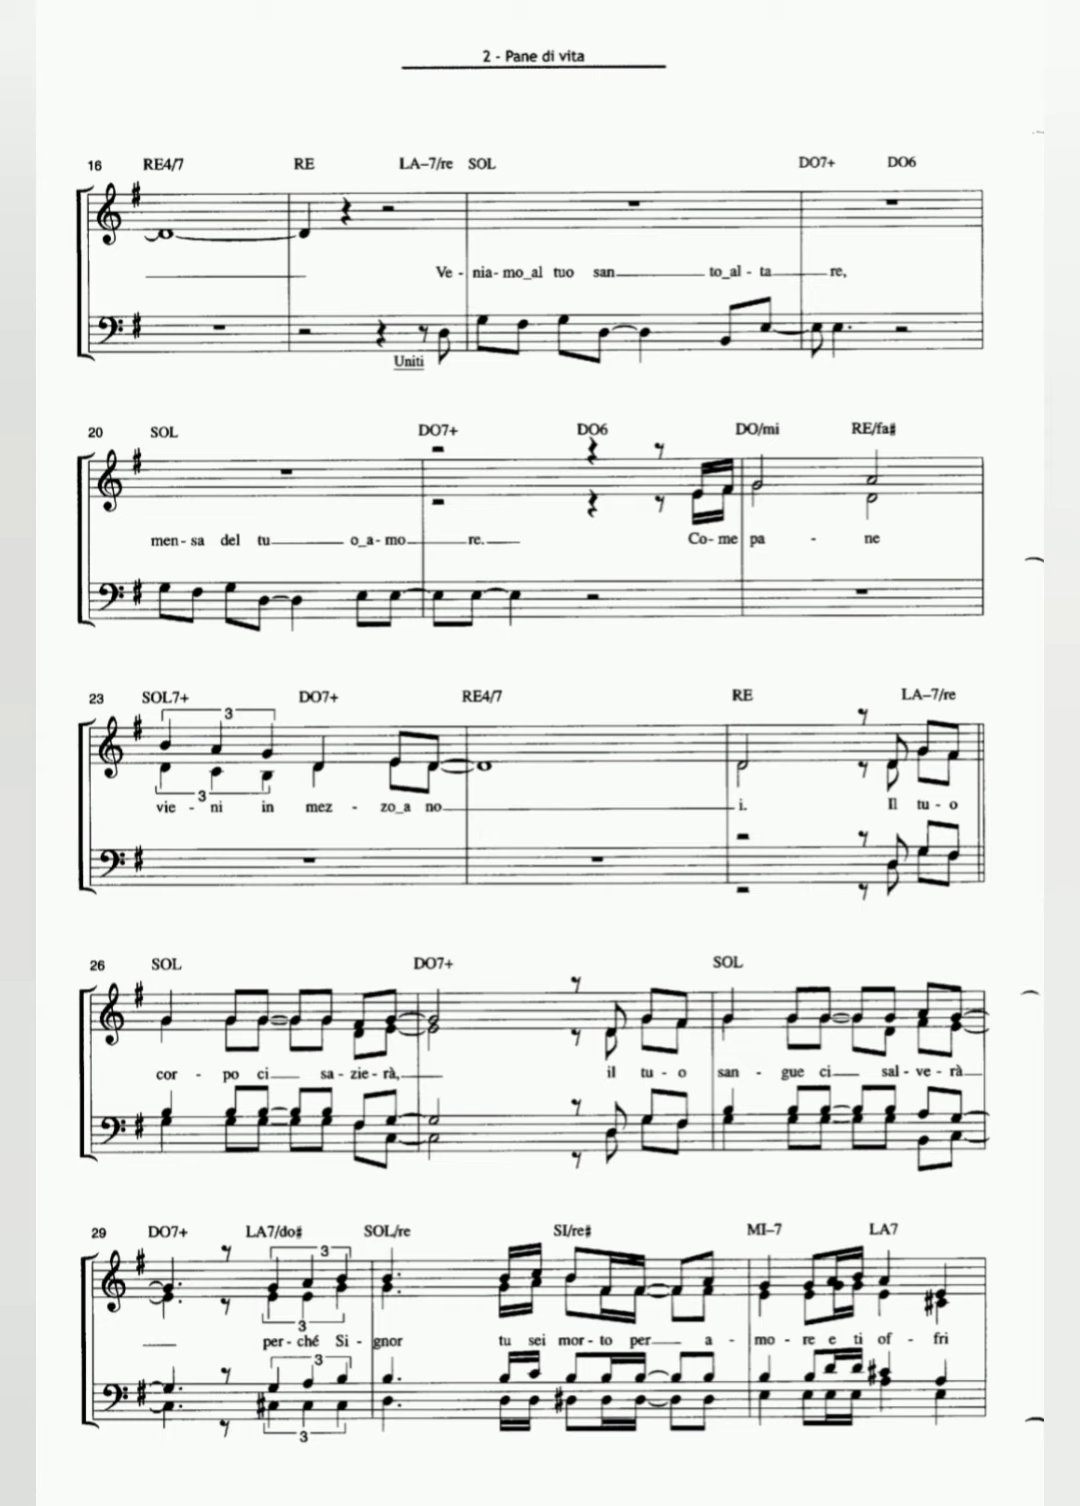 2 - Pane di vita
16 RE4/7 RE LA-7/re SOL DO7+ DO6
Ve - nia- mo_al tuo san to_al - ta re,
Uniti
20 SOL DO7+ DO6 DO/mi RE/fa#
men - sa del tu o_a - mo re. Co- me pa - ne
23 SOL7+ DO7+ RE4/7 RE LA-7/re
3
3
vie - ni in mez - zo_a no i. Il tu - o
26 SOL DO7+ SOL
cor - po ci sa - zie - rà, il tu - o san - gue ci sal - ve - rà
29 DO7+ LA7/do# SOL/re SI/re# MI-7 LA7
3
3
per - ché Si - gnor tu sei mor - to per a - mo - re e ti of - fri
3
3